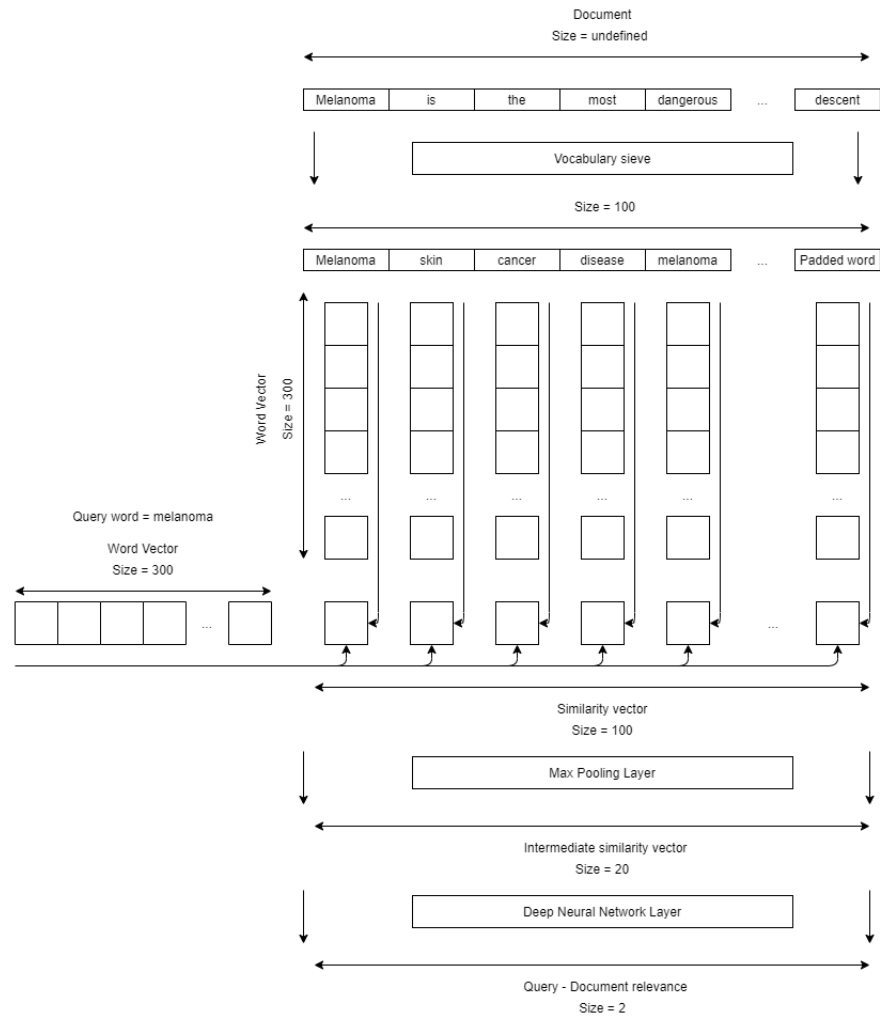 Document
Size = undefined
Melanoma is the most dangerous ... descent
Vocabulary sieve
Size = 100
Melanoma skin cancer disease melanoma ... Padded word
Word Vector
Size = 300
... ... ... ... ... ...
Query word = melanoma
Word Vector
Size = 300
... ...
Similarity vector
Size = 100
Max Pooling Layer
Intermediate similarity vector
Size = 20
Deep Neural Network Layer
Query - Document relevance
Size = 2